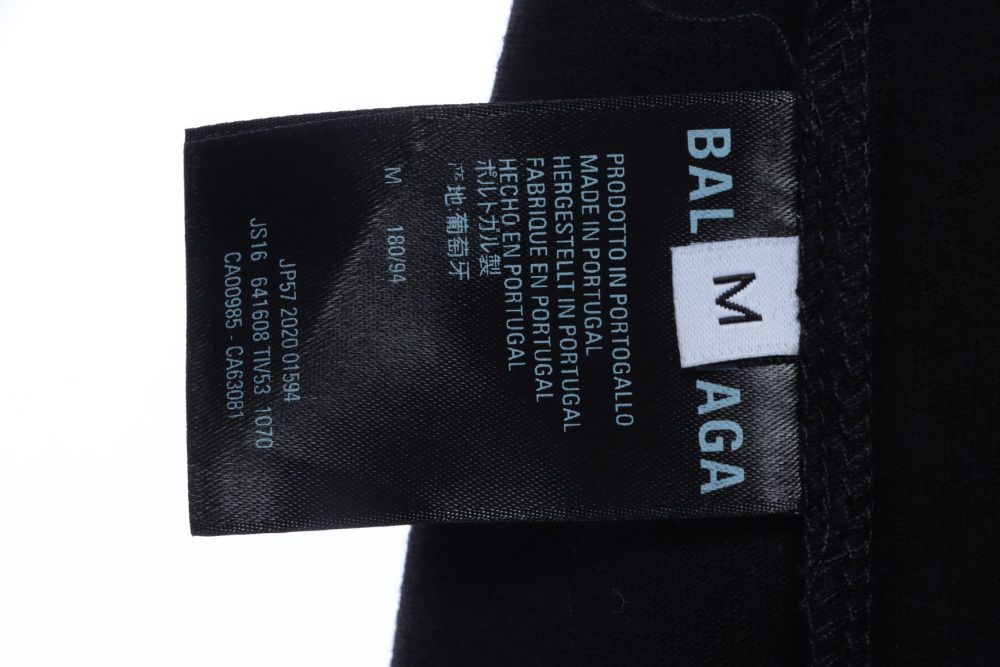 BAL
M
AGA
PRODOTTO IN PORTOGALLO
MADE IN PORTUGAL
HERGESTELLT IN PORTUGAL
FABRIQUE EN PORTUGAL
HECHO EN PORTUGAL
ポルトガル製
产地:葡萄牙
M 180/94
JP57 2020 01594
JS16 641608 TIV53 1070
CA00985 - CA63081